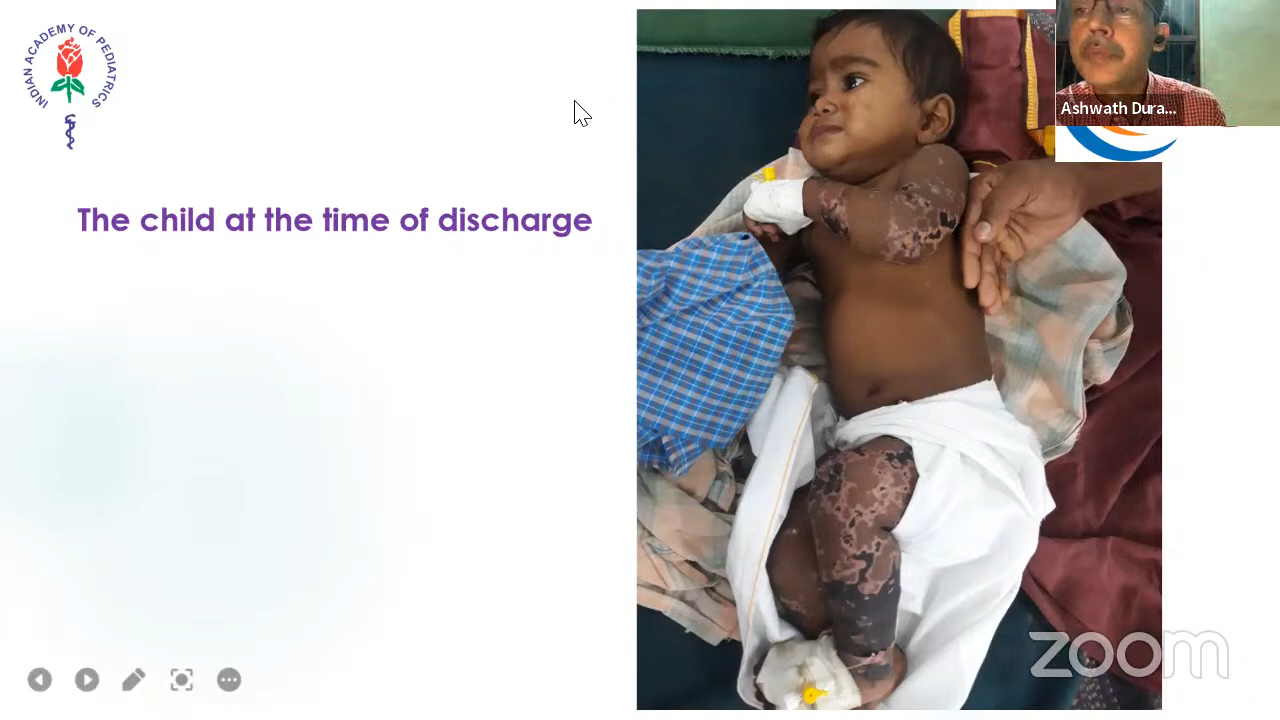 INDIAN ACADEMY OF PEDIATRICS
The child at the time of discharge
Ashwath Dura...
zoom